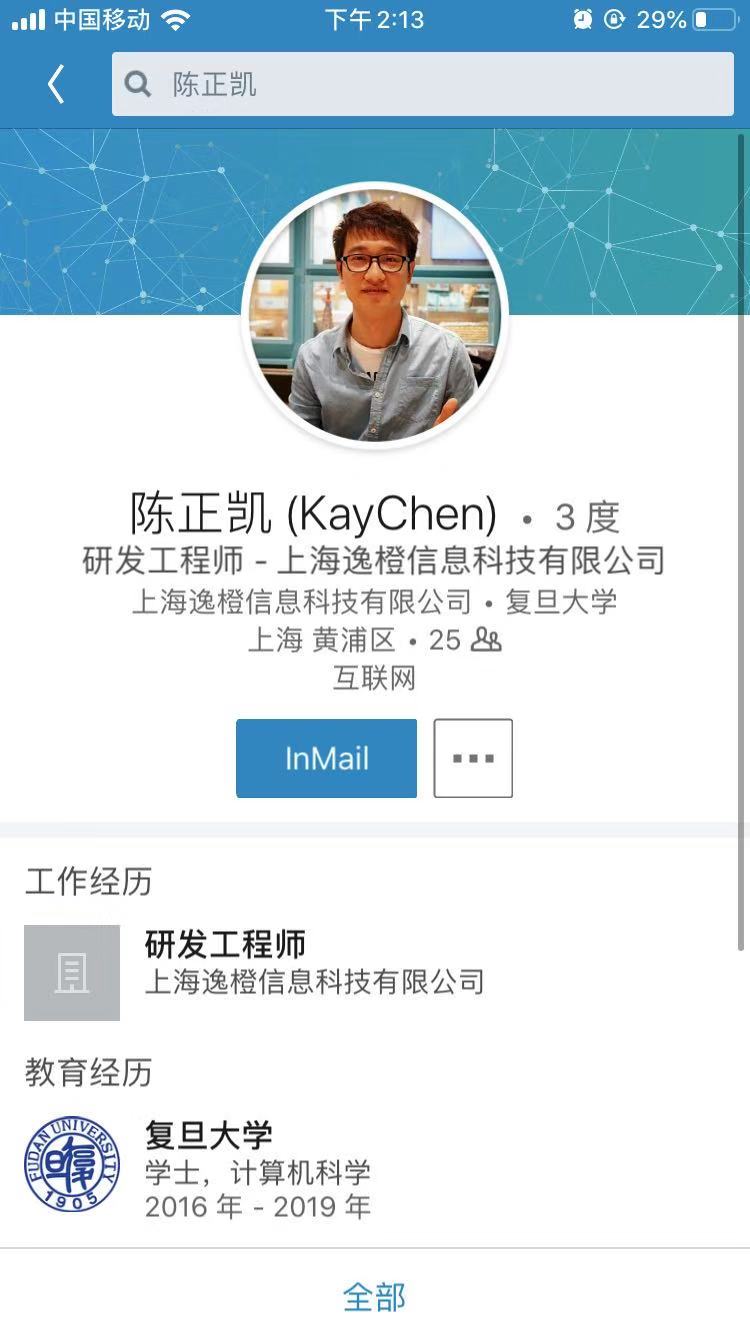 中国移动 下午2:13 29%
陈正凯
陈正凯 (KayChen) • 3 度
研发工程师 - 上海逸橙信息科技有限公司
上海逸橙信息科技有限公司 • 复旦大学
上海 黄浦区 • 25
互联网
InMail
工作经历
研发工程师
上海逸橙信息科技有限公司
教育经历
FUDAN UNIVERSITY
1905
复旦大学
学士，计算机科学
2016 年 - 2019 年
全部